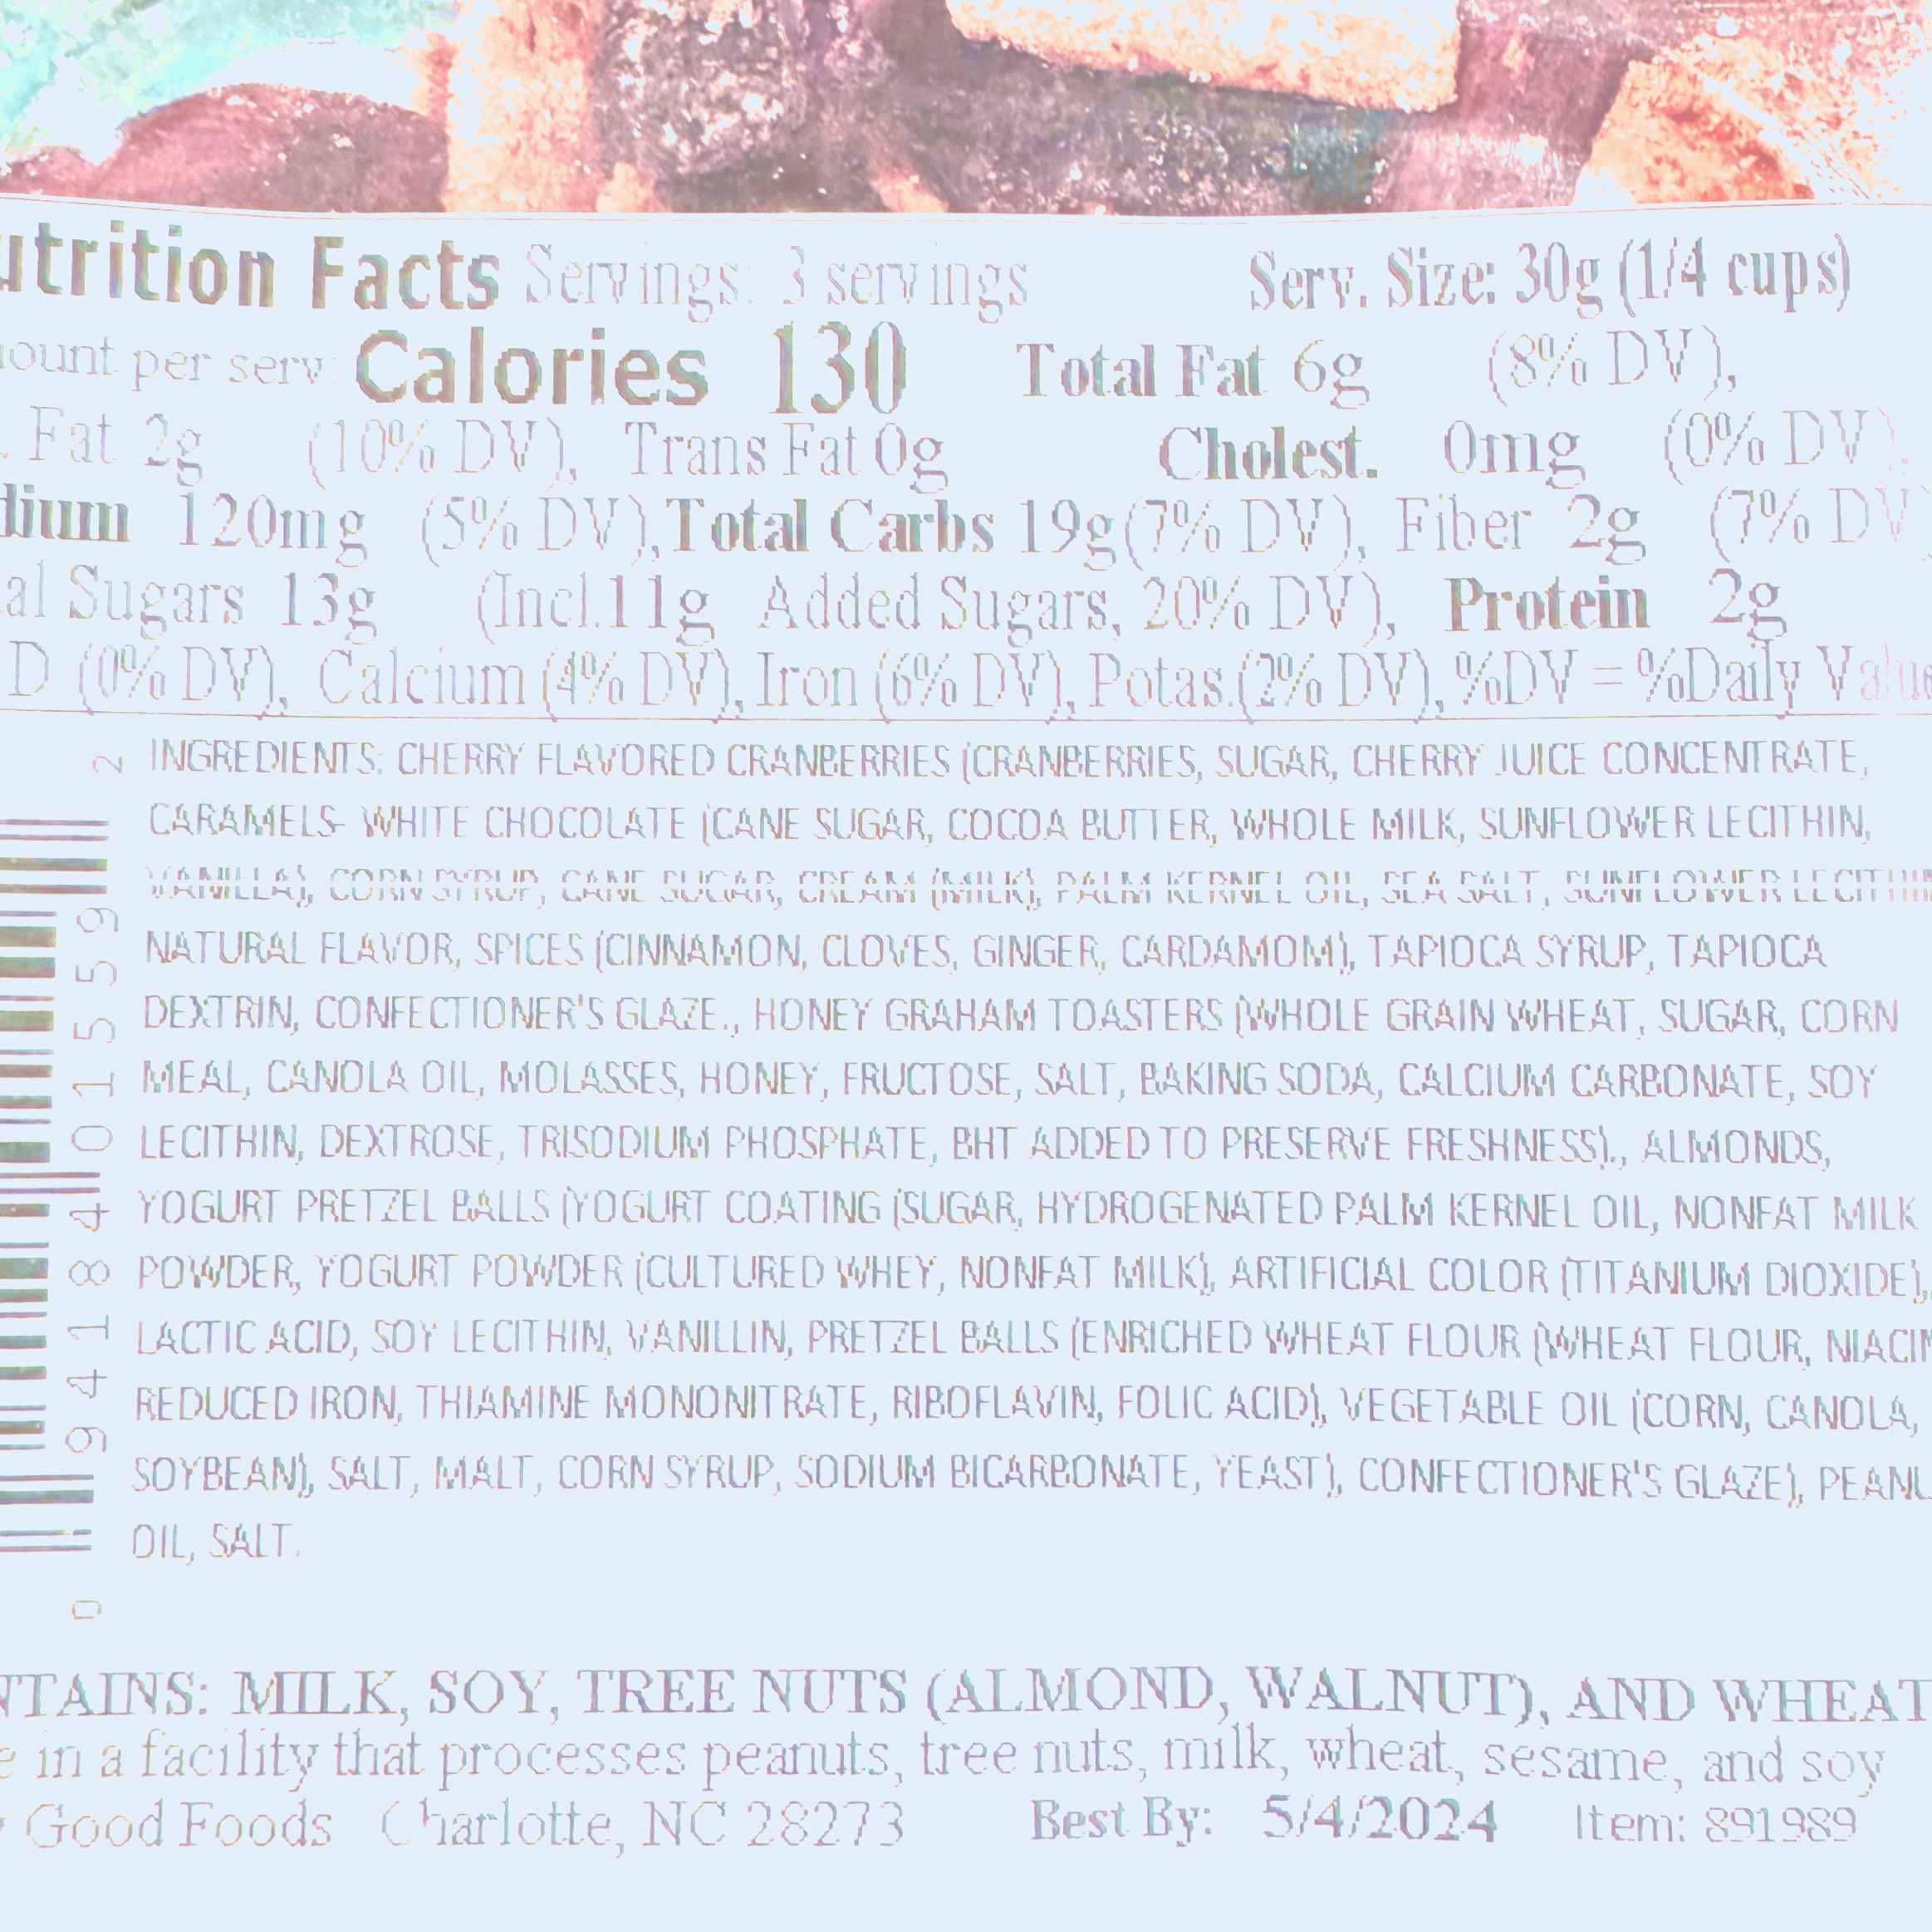 utrition Facts Servings: 3 servings Serv. Size: 30g (1/4 cups)
ount per serv: Calories 130 Total Fat 6g (8% DV),
. Fat 2g (10% DV), Trans Fat 0g Cholest. 0mg (0% DV),
dium 120mg (5% DV), Total Carbs 19g (7% DV), Fiber 2g (7% DV
al Sugars 13g (Incl. 11g Added Sugars, 20% DV), Protein 2g
D (0% DV), Calcium (4% DV), Iron (6% DV), Potas. (2% DV), %DV = %Daily Value
INGREDIENTS: CHERRY FLAVORED CRANBERRIES (CRANBERRIES, SUGAR, CHERRY JUICE CONCENTRATE,
CARAMELS- WHITE CHOCOLATE (CANE SUGAR, COCOA BUTTER, WHOLE MILK, SUNFLOWER LECITHIN,
VANILLA), CORN SYRUP, CANE SUGAR, CREAM (MILK), PALM KERNEL OIL, SEA SALT, SUNFLOWER LECITHIN
NATURAL FLAVOR, SPICES (CINNAMON, CLOVES, GINGER, CARDAMOM), TAPIOCA SYRUP, TAPIOCA
DEXTRIN, CONFECTIONER'S GLAZE., HONEY GRAHAM TOASTERS (WHOLE GRAIN WHEAT, SUGAR, CORN
MEAL, CANOLA OIL, MOLASSES, HONEY, FRUCTOSE, SALT, BAKING SODA, CALCIUM CARBONATE, SOY
LECITHIN, DEXTROSE, TRISODIUM PHOSPHATE, BHT ADDED TO PRESERVE FRESHNESS)., ALMONDS,
YOGURT PRETZEL BALLS (YOGURT COATING (SUGAR, HYDROGENATED PALM KERNEL OIL, NONFAT MILK
POWDER, YOGURT POWDER (CULTURED WHEY, NONFAT MILK), ARTIFICIAL COLOR (TITANIUM DIOXIDE),
LACTIC ACID, SOY LECITHIN, VANILLIN, PRETZEL BALLS (ENRICHED WHEAT FLOUR (WHEAT FLOUR, NIACIN
REDUCED IRON, THIAMINE MONONITRATE, RIBOFLAVIN, FOLIC ACID), VEGETABLE OIL (CORN, CANOLA,
SOYBEAN), SALT, MALT, CORN SYRUP, SODIUM BICARBONATE, YEAST), CONFECTIONER'S GLAZE), PEANU
OIL, SALT.
0 94184 01559 2
NTAINS: MILK, SOY, TREE NUTS (ALMOND, WALNUT), AND WHEAT
e in a facility that processes peanuts, tree nuts, milk, wheat, sesame, and soy
y Good Foods Charlotte, NC 28273 Best By: 5/4/2024 Item: 891989